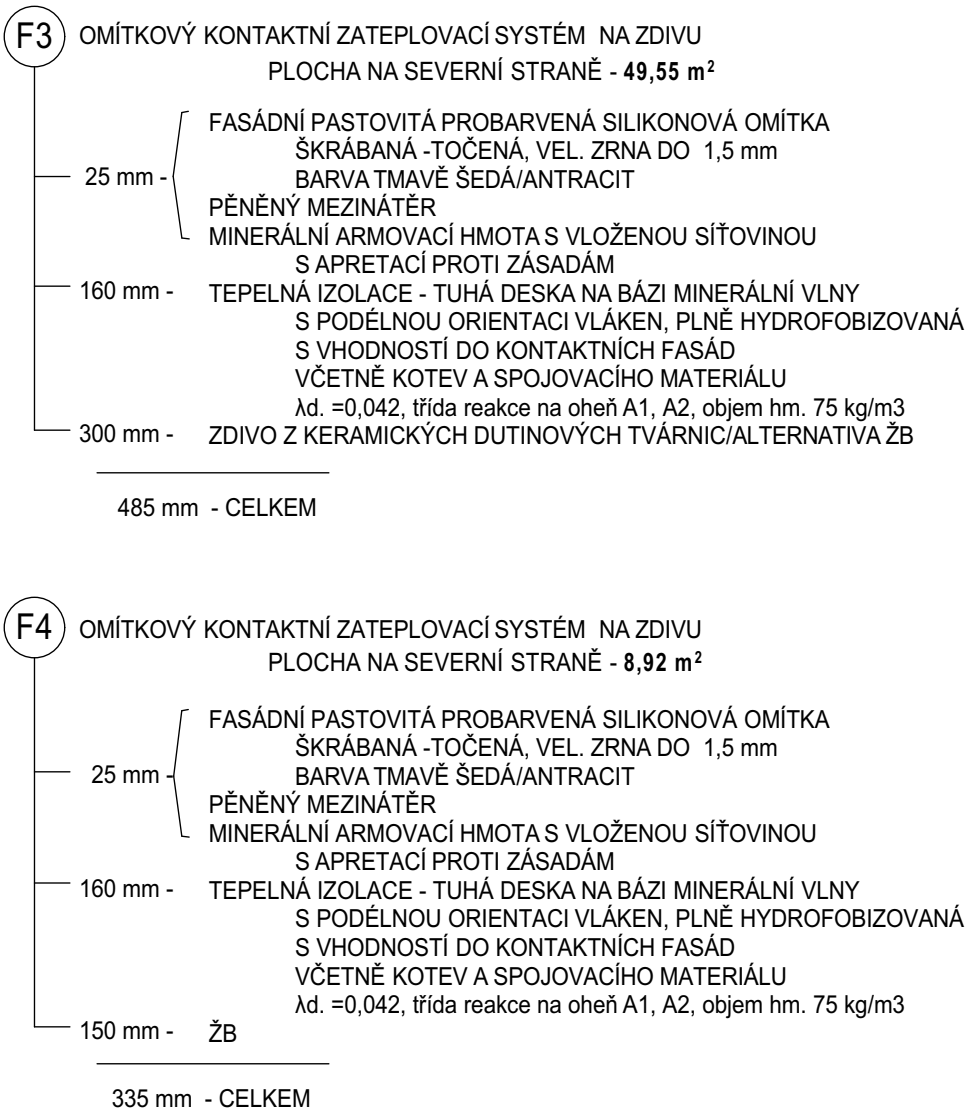 F3 OMÍTKOVÝ KONTAKTNÍ ZATEPLOVACÍ SYSTÉM NA ZDIVU
PLOCHA NA SEVERNÍ STRANĚ - 49,55 m²
FASÁDNÍ PASTOVITÁ PROBARVENÁ SILIKONOVÁ OMÍTKA
ŠKRÁBANÁ -TOČENÁ, VEL. ZRNA DO 1,5 mm
25 mm - BARVA TMAVĚ ŠEDÁ/ANTRACIT
PĚNĚNÝ MEZINÁTĚR
MINERÁLNÍ ARMOVACÍ HMOTA S VLOŽENOU SÍŤOVINOU
S APRETACÍ PROTI ZÁSADÁM
160 mm - TEPELNÁ IZOLACE - TUHÁ DESKA NA BÁZI MINERÁLNÍ VLNY
S PODÉLNOU ORIENTACI VLÁKEN, PLNĚ HYDROFOBIZOVANÁ
S VHODNOSTÍ DO KONTAKTNÍCH FASÁD
VČETNĚ KOTEV A SPOJOVACÍHO MATERIÁLU
λd. =0,042, třída reakce na oheň A1, A2, objem hm. 75 kg/m3
300 mm - ZDIVO Z KERAMICKÝCH DUTINOVÝCH TVÁRNIC/ALTERNATIVA ŽB
485 mm - CELKEM
F4 OMÍTKOVÝ KONTAKTNÍ ZATEPLOVACÍ SYSTÉM NA ZDIVU
PLOCHA NA SEVERNÍ STRANĚ - 8,92 m²
FASÁDNÍ PASTOVITÁ PROBARVENÁ SILIKONOVÁ OMÍTKA
ŠKRÁBANÁ -TOČENÁ, VEL. ZRNA DO 1,5 mm
25 mm - BARVA TMAVĚ ŠEDÁ/ANTRACIT
PĚNĚNÝ MEZINÁTĚR
MINERÁLNÍ ARMOVACÍ HMOTA S VLOŽENOU SÍŤOVINOU
S APRETACÍ PROTI ZÁSADÁM
160 mm - TEPELNÁ IZOLACE - TUHÁ DESKA NA BÁZI MINERÁLNÍ VLNY
S PODÉLNOU ORIENTACI VLÁKEN, PLNĚ HYDROFOBIZOVANÁ
S VHODNOSTÍ DO KONTAKTNÍCH FASÁD
VČETNĚ KOTEV A SPOJOVACÍHO MATERIÁLU
λd. =0,042, třída reakce na oheň A1, A2, objem hm. 75 kg/m3
150 mm - ŽB
335 mm - CELKEM